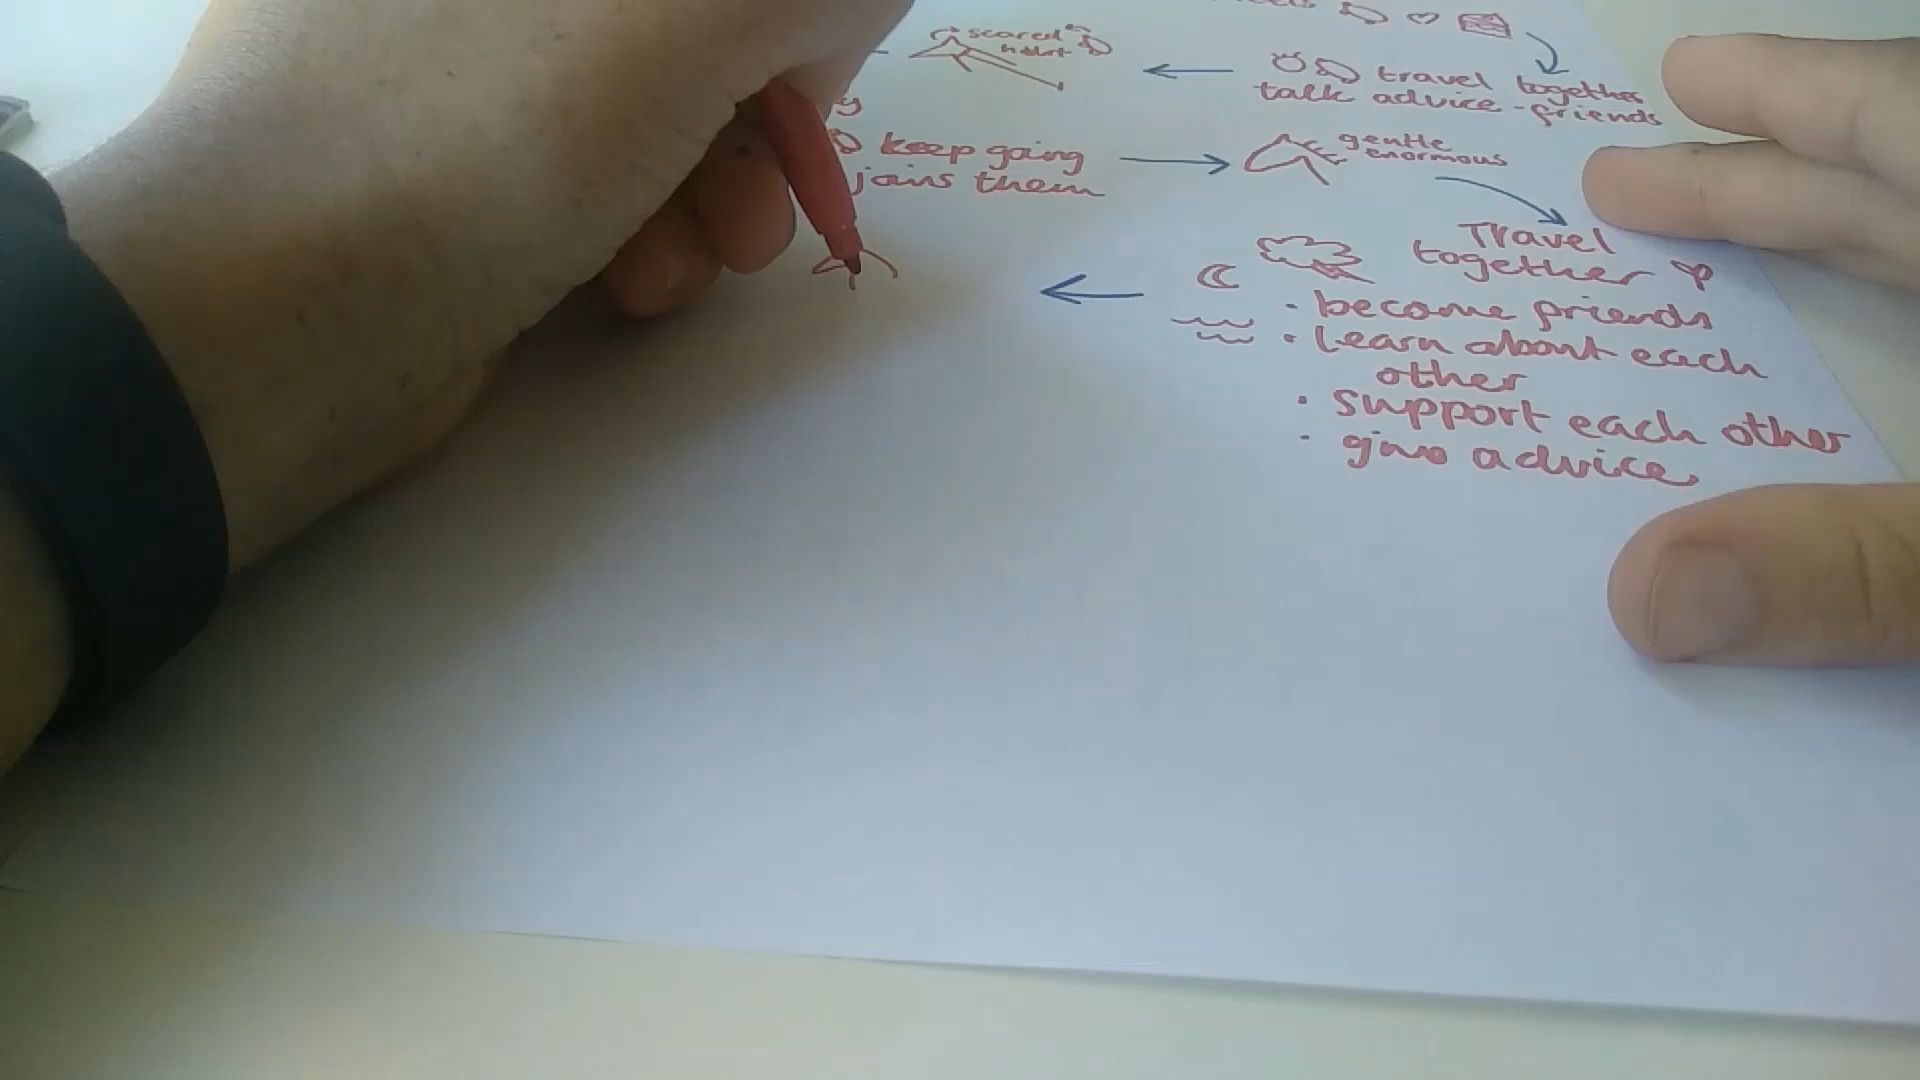 scared
hurt
travel together
talk advice - friends
keep going
joins them
gentle
enormous
Travel
together
• become friends
• learn about each
other
• support each other
• give advice